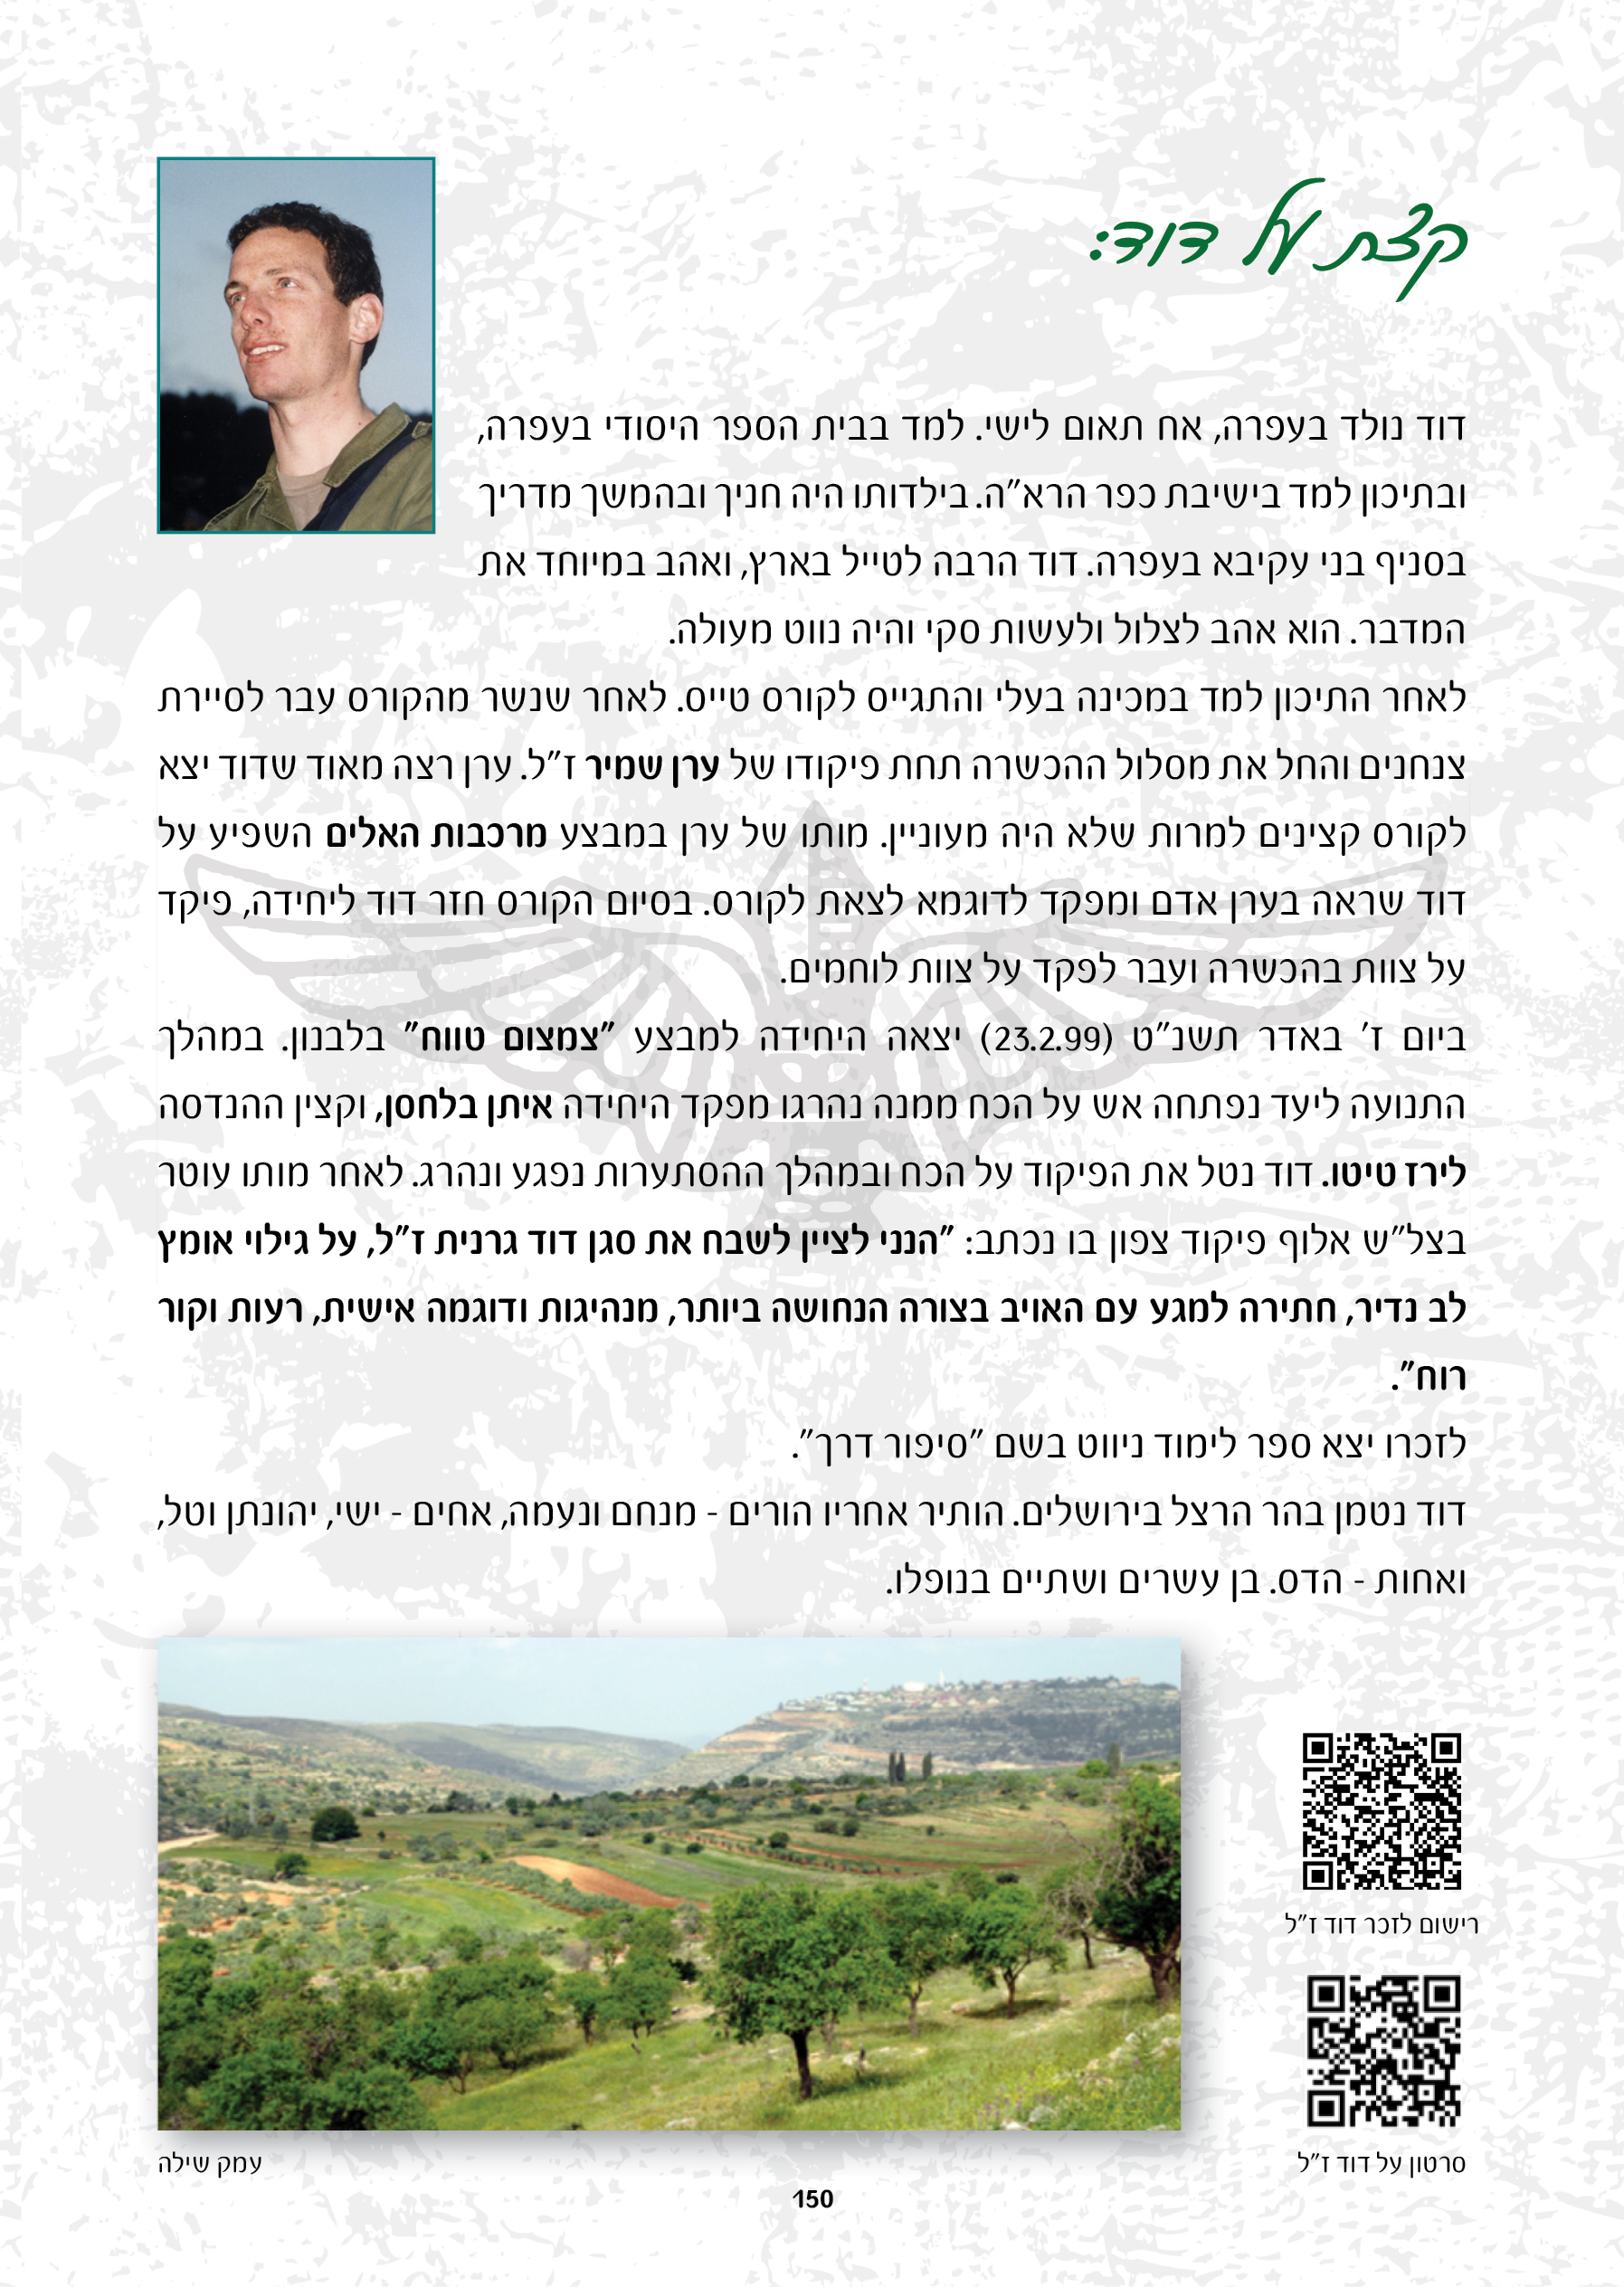 קצת על דוד:
דוד נולד בעפרה, אח תאום לישי. למד בבית הספר היסודי בעפרה,
ובתיכון למד בישיבת כפר הרא"ה. בילדותו היה חניך ובהמשך מדריך
בסניף בני עקיבא בעפרה. דוד הרבה לטייל בארץ, ואהב במיוחד את
המדבר. הוא אהב לצלול ולעשות סקי והיה נווט מעולה.
לאחר התיכון למד במכינה בעלי והתגייס לקורס טייס. לאחר שנשר מהקורס עבר לסיירת
צנחנים והחל את מסלול ההכשרה תחת פיקודו של ערן שמיר ז"ל. ערן רצה מאוד שדוד יצא
לקורס קצינים למרות שלא היה מעוניין. מותו של ערן במבצע מרכבות האלים השפיע על
דוד שראה בערן אדם ומפקד לדוגמא לצאת לקורס. בסיום הקורס חזר דוד ליחידה, פיקד
על צוות בהכשרה ועבר לפקד על צוות לוחמים.
ביום ז' באדר תשנ"ט (23.2.99) יצאה היחידה למבצע "צמצום טווח" בלבנון. במהלך
התנועה ליעד נפתחה אש על הכח ממנה נהרגו מפקד היחידה איתן בלחסן, וקצין ההנדסה
לירז טיטו. דוד נטל את הפיקוד על הכח ובמהלך ההסתערות נפגע ונהרג. לאחר מותו עוטר
בצל"ש אלוף פיקוד צפון בו נכתב: "הנני לציין לשבח את סגן דוד גרנית ז"ל, על גילוי אומץ
לב נדיר, חתירה למגע עם האויב בצורה הנחושה ביותר, מנהיגות ודוגמה אישית, רעות וקור
רוח".
לזכרו יצא ספר לימוד ניווט בשם "סיפור דרך".
דוד נטמן בהר הרצל בירושלים. הותיר אחריו הורים - מנחם ונעמה, אחים - ישי, יהונתן וטל,
ואחות - הדס. בן עשרים ושתיים בנופלו.
רישום לזכר דוד ז"ל
סרטון על דוד ז"ל
עמק שילה
150